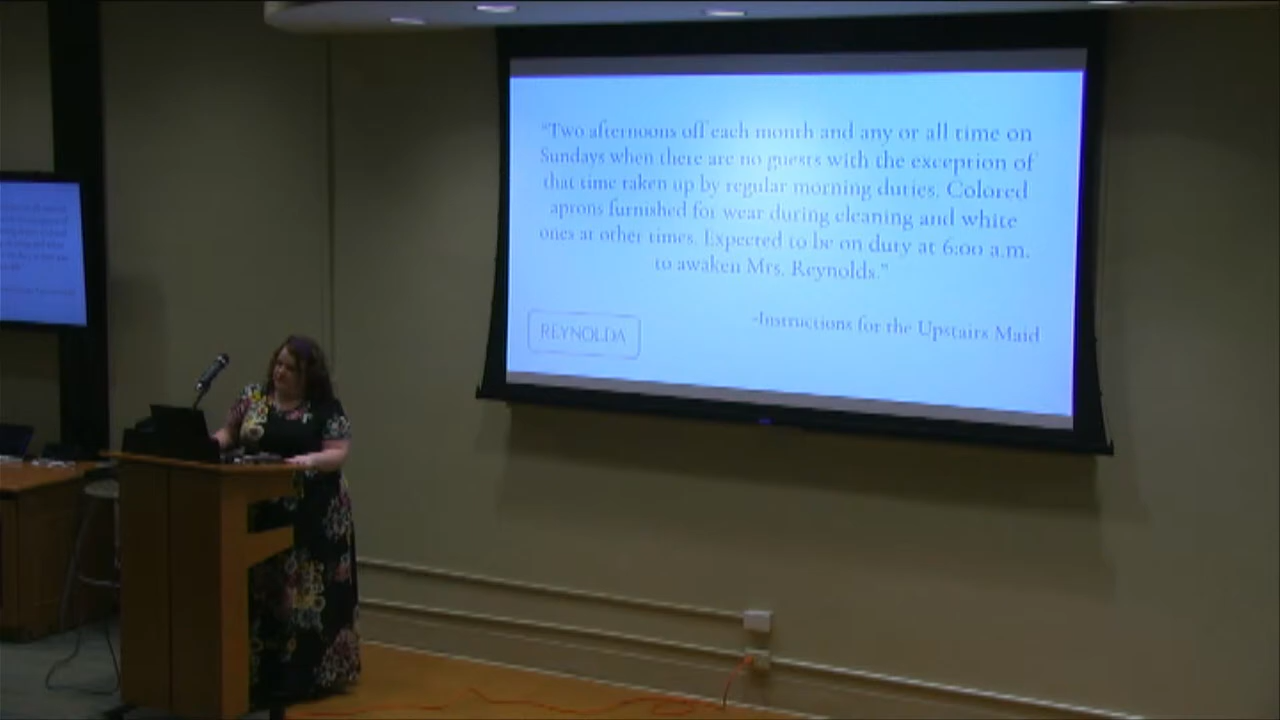 "Two afternoons off each month and any or all time on
Sundays when there are no guests with the exception of
that time taken up by regular morning duties. Colored
aprons furnished for wear during cleaning and white
ones at other times. Expected to be on duty at 6:00 a.m.
to awaken Mrs. Reynolds."
-Instructions for the Upstairs Maid
REYNOLDA